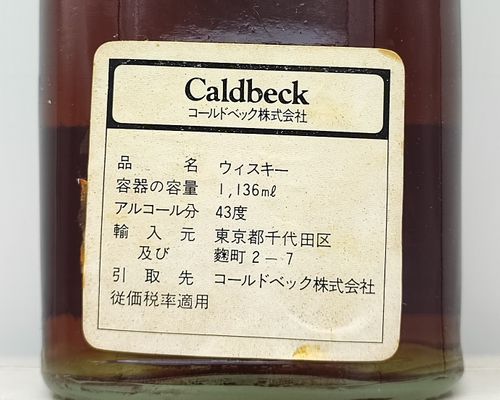 Caldbeck
コールドベック株式会社
品 名 ウィスキー
容器の容量 1,136ml
アルコール分 43度
輸入元 東京都千代田区
及び 麴町2-7
引取先 コールドベック株式会社
従価税率適用